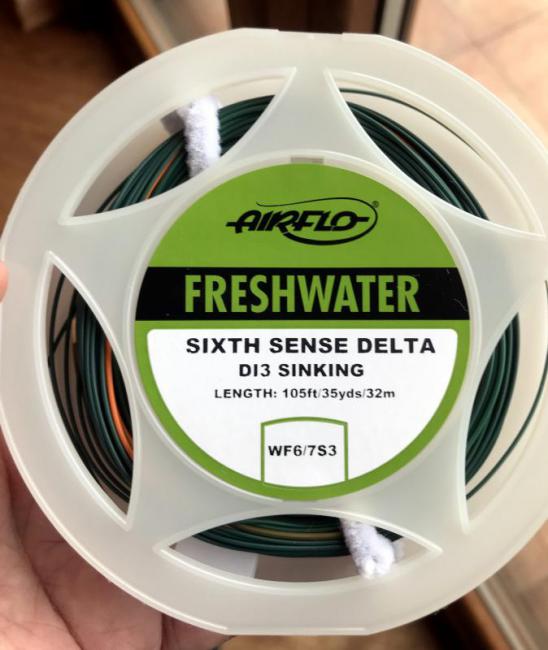 AIRFLO®
FRESHWATER
SIXTH SENSE DELTA
DI3 SINKING
LENGTH: 105ft/35yds/32m
WF6/7S3